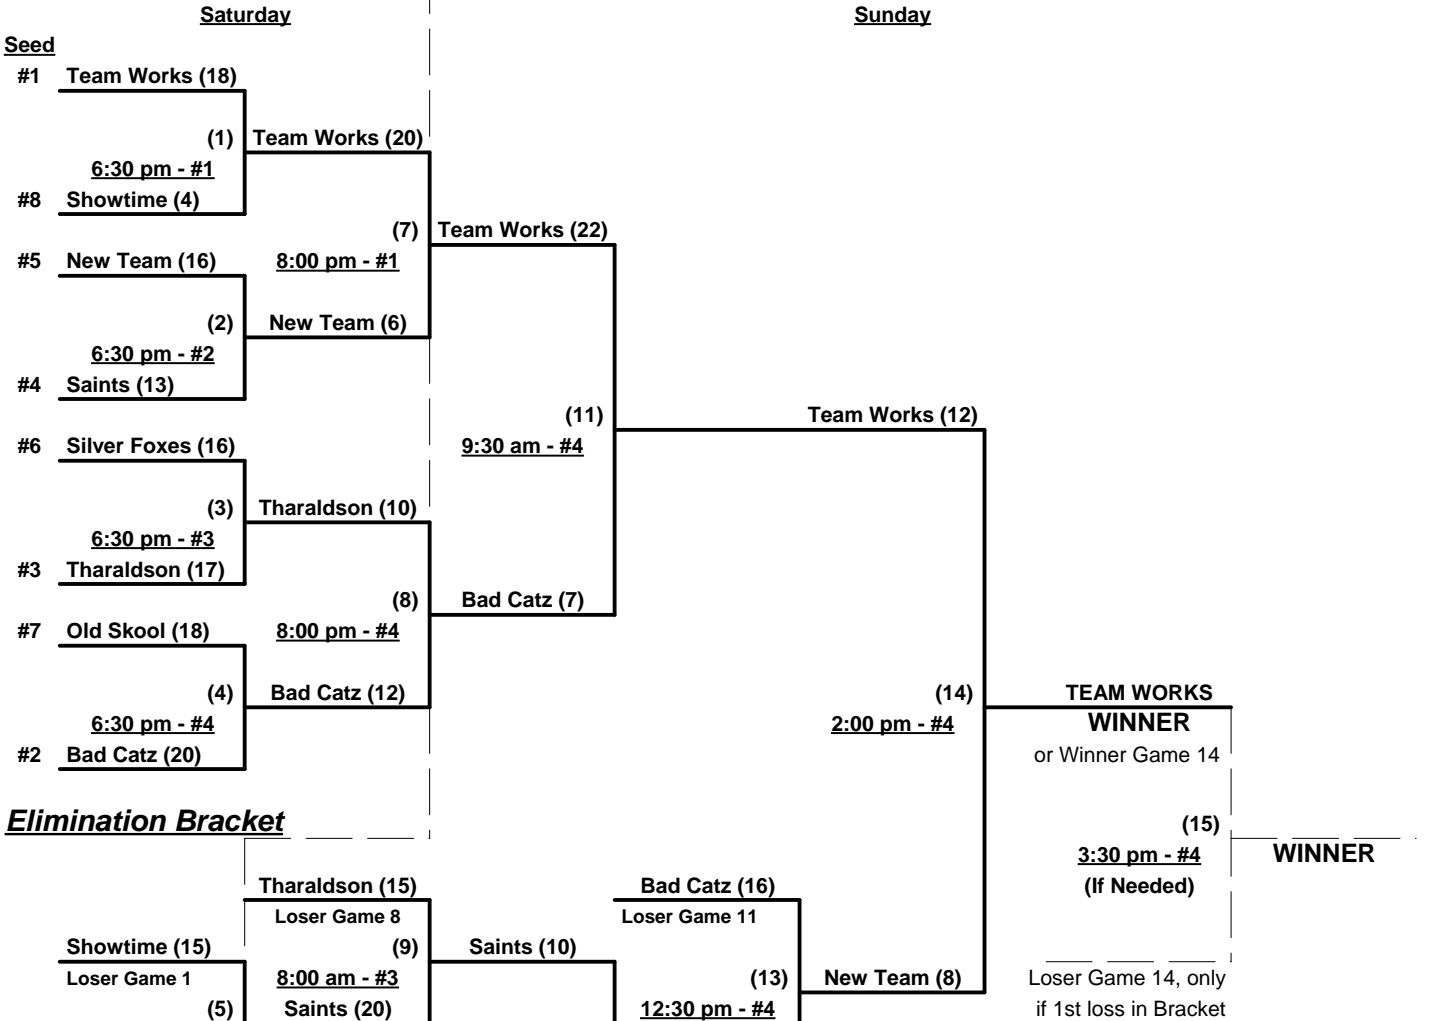 Saturday
Sunday
Seed
#1 Team Works (18)
(1) Team Works (20)
6:30 pm - #1
#8 Showtime (4)
(7) Team Works (22)
#5 New Team (16) 8:00 pm - #1
(2) New Team (6)
6:30 pm - #2
#4 Saints (13)
(11) Team Works (12)
#6 Silver Foxes (16) 9:30 am - #4
(3) Tharaldson (10)
6:30 pm - #3
#3 Tharaldson (17)
(8) Bad Catz (7)
#7 Old Skool (18) 8:00 pm - #4
(4) Bad Catz (12) (14) TEAM WORKS
6:30 pm - #4 2:00 pm - #4 WINNER
#2 Bad Catz (20) or Winner Game 14
Elimination Bracket
(15)
3:30 pm - #4 WINNER
Tharaldson (15) Bad Catz (16) (If Needed)
Loser Game 8 Loser Game 11
Showtime (15) (9) Saints (10)
Loser Game 1 8:00 am - #3 (13) New Team (8) Loser Game 14, only
(5) Saints (20) 12:30 pm - #4 if 1st loss in Bracket